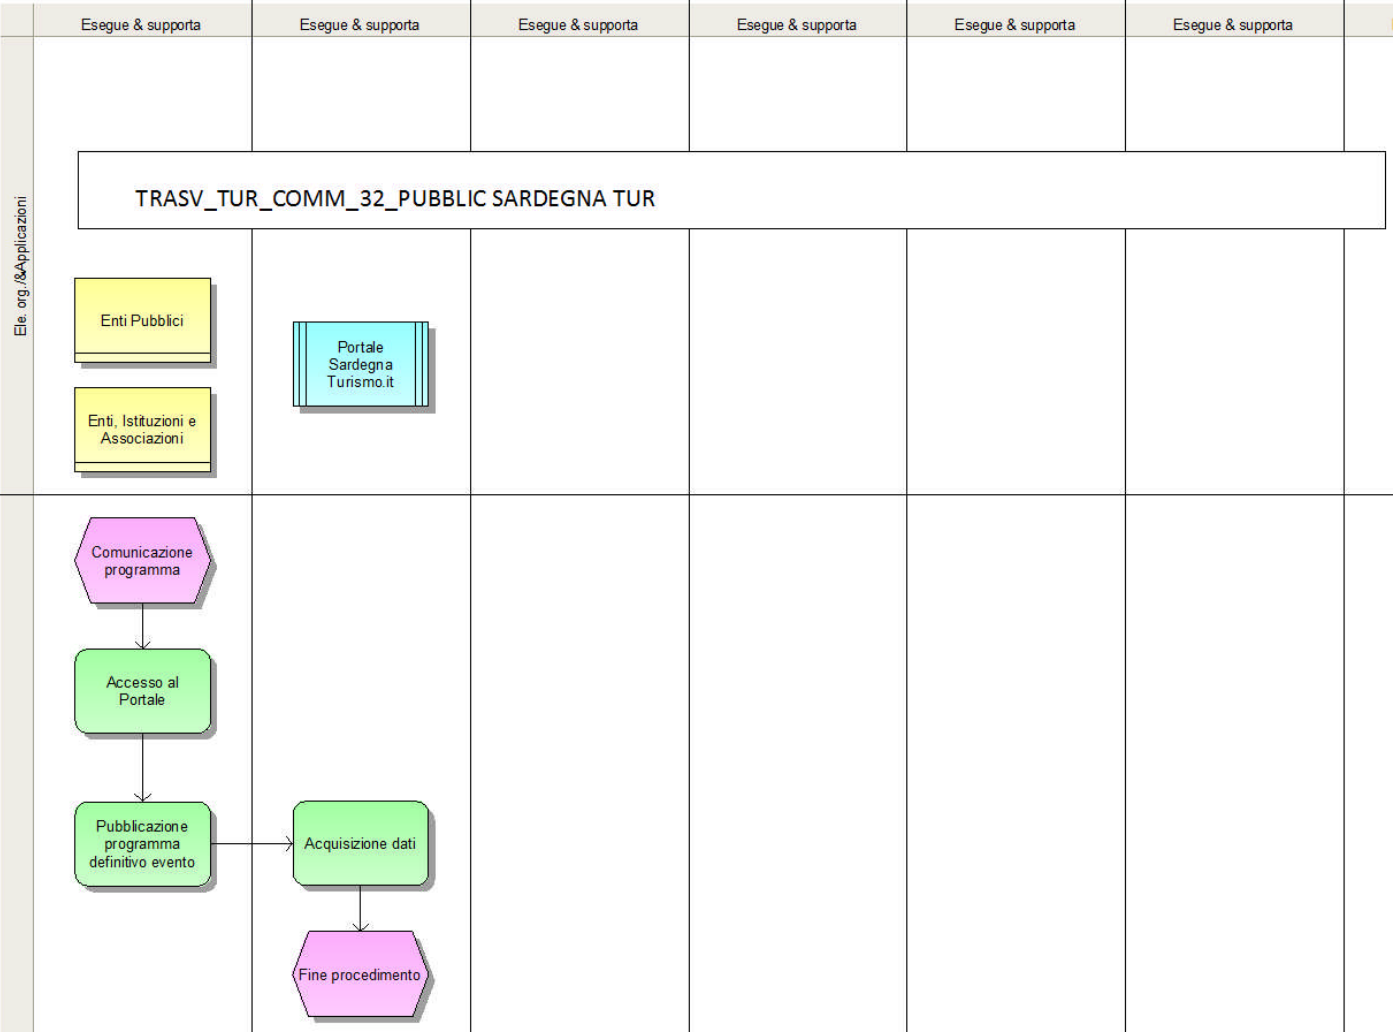 Esegue & supporta
Esegue & supporta
Esegue & supporta
Esegue & supporta
Esegue & supporta
Esegue & supporta
Ele. org./&Applicazioni
TRASV_TUR_COMM_32_PUBBLIC SARDEGNA TUR
Enti Pubblici
Portale
Sardegna
Turismo.it
Enti, Istituzioni e
Associazioni
Comunicazione
programma
Accesso al
Portale
Pubblicazione
programma
definitivo evento
Acquisizione dati
Fine procedimento